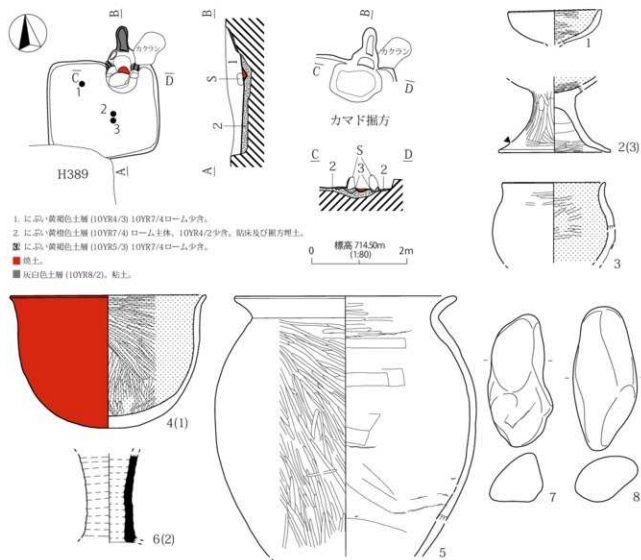 B B B
カクラン カクラン
C D C D
S 1
1
2
2
3
カマド掘方
A A
H389
C S D
2 3 2
1. にぶい黄褐色土層 (10YR4/3) 10YR7/4ローム少含。
2. にぶい黄橙色土層 (10YR7/4) ローム主体、10YR4/2少含。貼床及び掘方埋土。
3. にぶい黄褐色土層 (10YR5/3) 10YR7/4ローム少含。
焼土。
灰白色土層 (10YR8/2)。粘土。
標高 714.50m
0 (1:80) 2m
1
2(3)
3
4(1)
5
6(2)
7
8